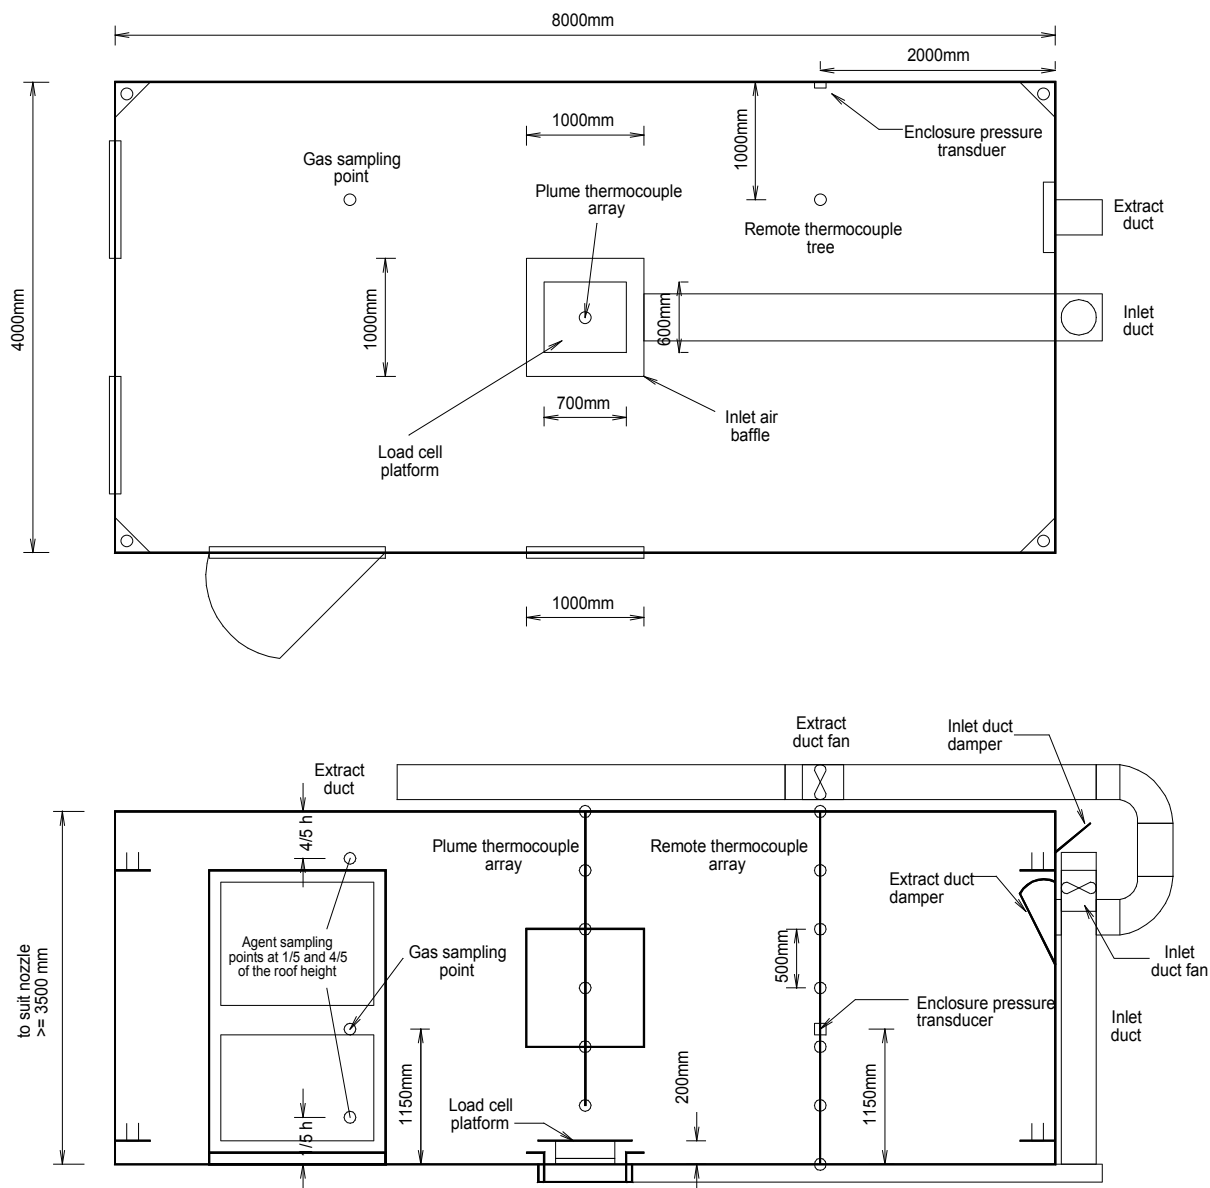 8000mm
2000mm
1000mm
1000mm
Enclosure pressure
transduer
Gas sampling
point
Plume thermocouple
array
Remote thermocouple
tree
Extract
duct
4000mm
1000mm
600mm
Inlet
duct
700mm
Inlet air
baffle
Load cell
platform
1000mm
Extract
duct fan
Inlet duct
damper
Extract
duct
4/5 h
Plume thermocouple
array
Remote thermocouple
array
Extract duct
damper
Agent sampling
points at 1/5 and 4/5
of the roof height
Gas sampling
point
500mm
Inlet
duct fan
to suit nozzle
>= 3500 mm
Enclosure pressure
transducer
Inlet
duct
1150mm
200mm
1150mm
Load cell
platform
1/5 h